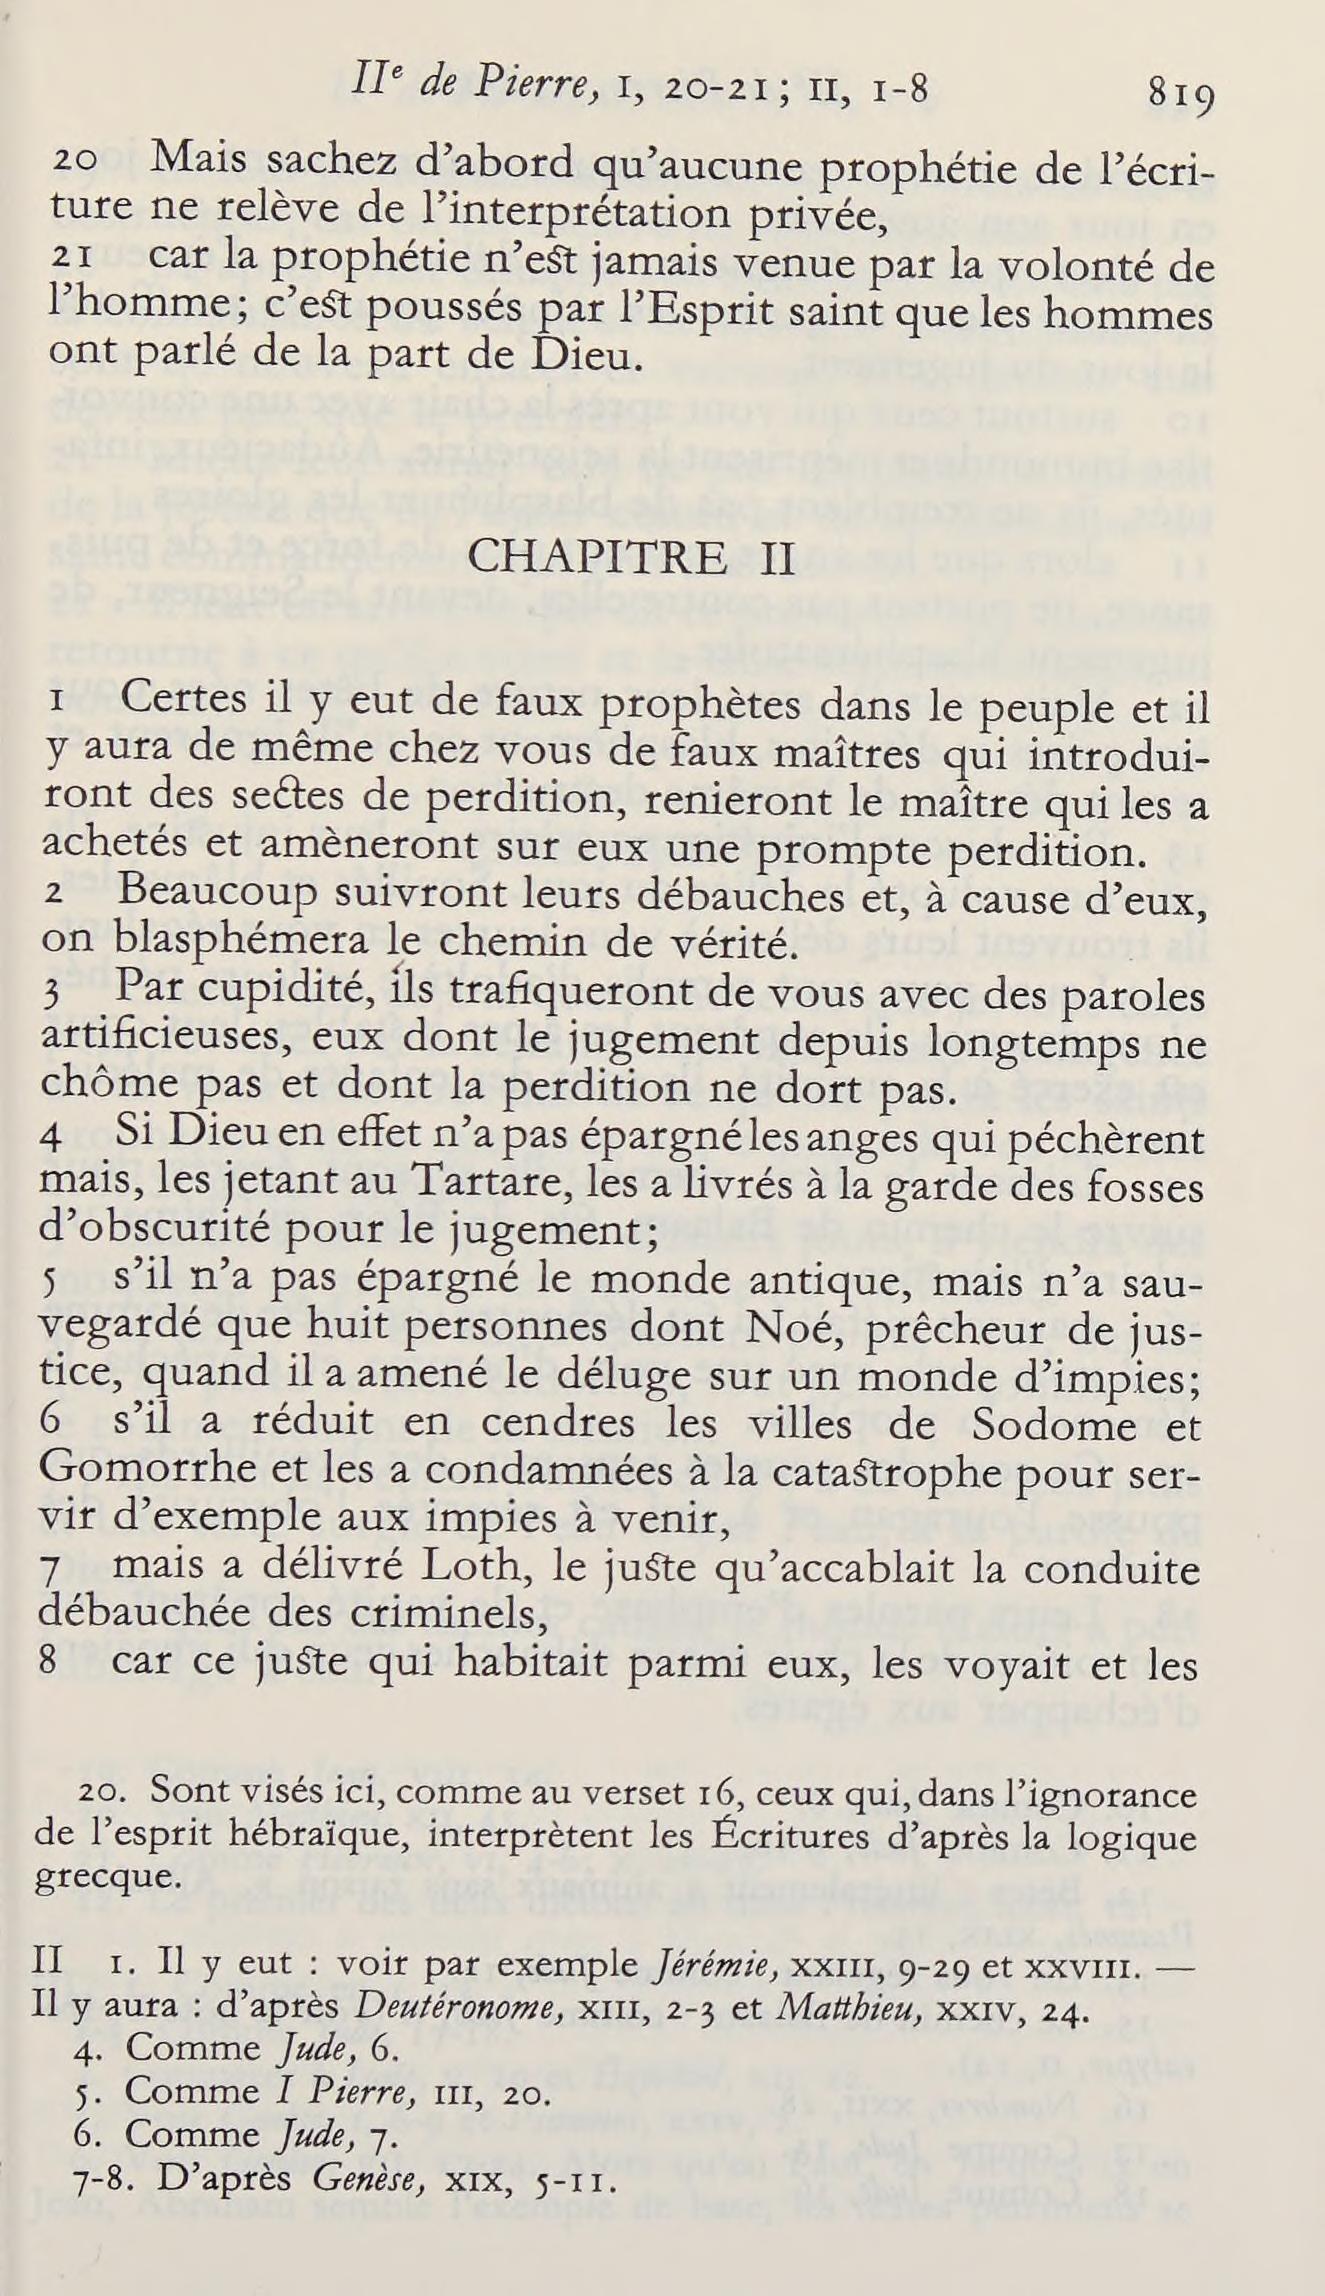 IIe de Pierre, I, 20-21; II, 1-8 819
20 Mais sachez d’abord qu’aucune prophétie de l’écri-
ture ne relève de l’interprétation privée,
21 car la prophétie n’est jamais venue par la volonté de
l’homme; c’est poussés par l’Esprit saint que les hommes
ont parlé de la part de Dieu.
CHAPITRE II
1 Certes il y eut de faux prophètes dans le peuple et il
y aura de même chez vous de faux maîtres qui introdui-
ront des sectes de perdition, renieront le maître qui les a
achetés et amèneront sur eux une prompte perdition.
2 Beaucoup suivront leurs débauches et, à cause d’eux,
on blasphémera le chemin de vérité.
3 Par cupidité, ils trafiqueront de vous avec des paroles
artificieuses, eux dont le jugement depuis longtemps ne
chôme pas et dont la perdition ne dort pas.
4 Si Dieu en effet n’a pas épargné les anges qui péchèrent
mais, les jetant au Tartare, les a livrés à la garde des fosses
d’obscurité pour le jugement;
5 s’il n’a pas épargné le monde antique, mais n’a sau-
vegardé que huit personnes dont Noé, prêcheur de jus-
tice, quand il a amené le déluge sur un monde d’impies;
6 s’il a réduit en cendres les villes de Sodome et
Gomorrhe et les a condamnées à la catastrophe pour ser-
vir d’exemple aux impies à venir,
7 mais a délivré Loth, le juste qu’accablait la conduite
débauchée des criminels,
8 car ce juste qui habitait parmi eux, les voyait et les
20. Sont visés ici, comme au verset 16, ceux qui, dans l’ignorance
de l’esprit hébraïque, interprètent les Écritures d’après la logique
grecque.
II 1. Il y eut : voir par exemple Jérémie, XXIII, 9-29 et XXVIII. —
Il y aura : d’après Deutéronome, XIII, 2-3 et Matthieu, XXIV, 24.
4. Comme Jude, 6.
5. Comme I Pierre, III, 20.
6. Comme Jude, 7.
7-8. D’après Genèse, XIX, 5-11.